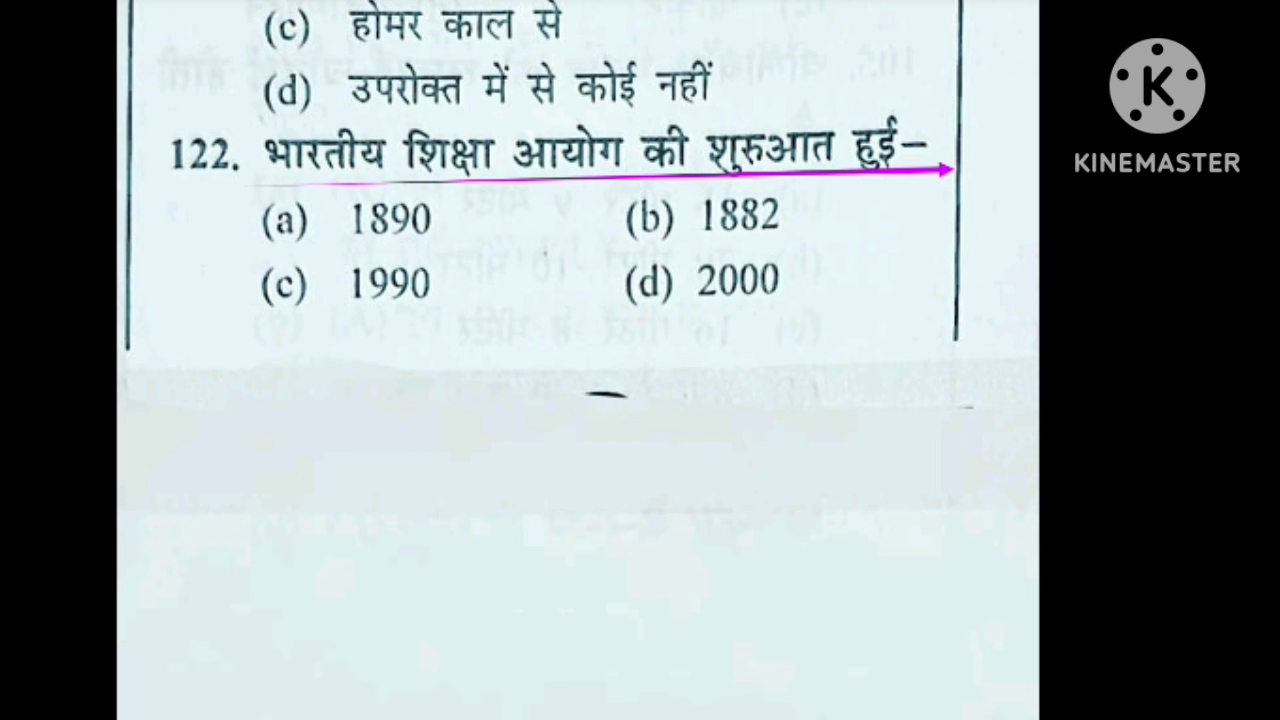 (c) होमर काल से
(d) उपरोक्त में से कोई नहीं
122. भारतीय शिक्षा आयोग की शुरुआत हुई–
(a) 1890 (b) 1882
(c) 1990 (d) 2000
K
KINEMASTER